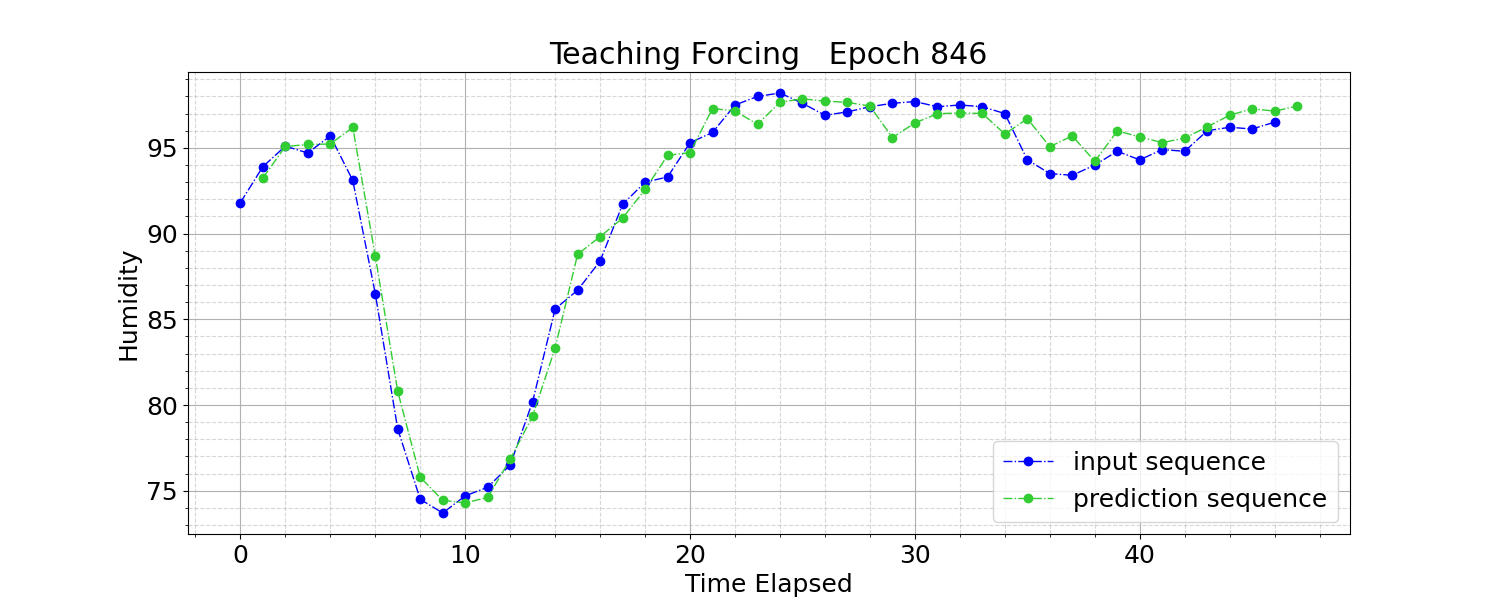 Teaching Forcing   Epoch 846
Humidity
95
90
85
80
75
0 10 20 30 40
Time Elapsed
input sequence
prediction sequence